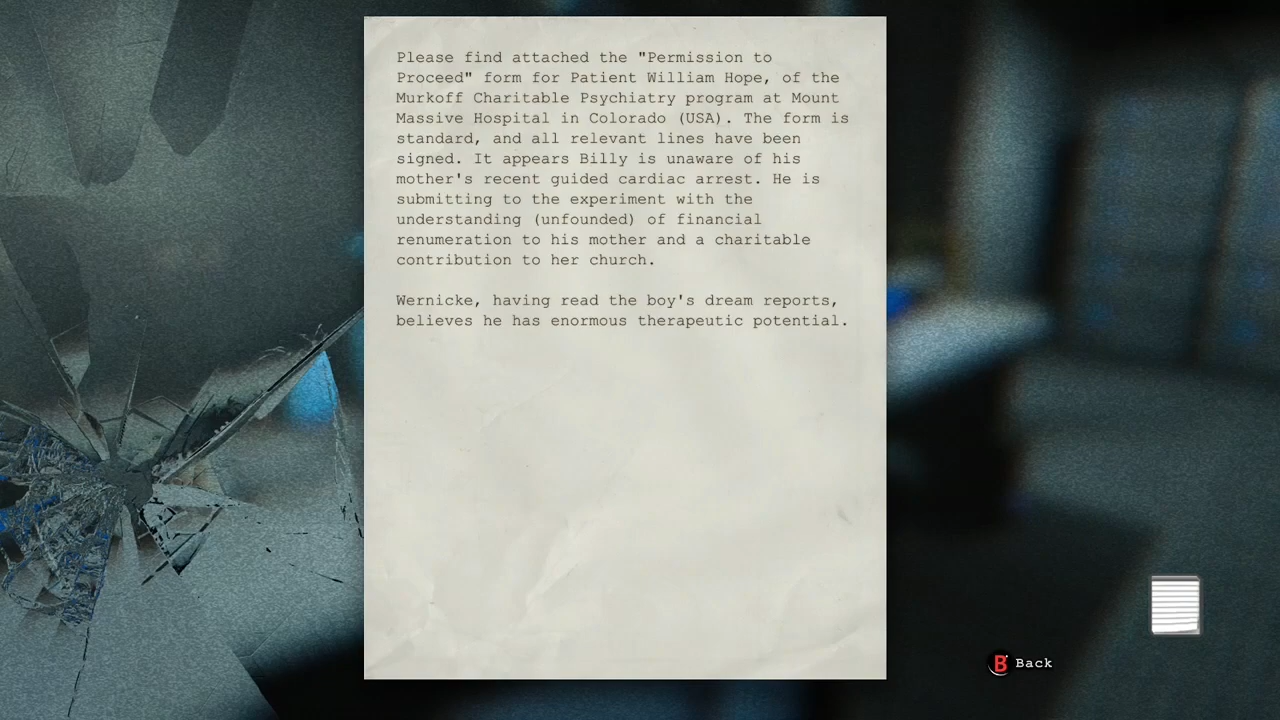 Please find attached the "Permission to
Proceed" form for Patient William Hope, of the
Murkoff Charitable Psychiatry program at Mount
Massive Hospital in Colorado (USA). The form is
standard, and all relevant lines have been
signed. It appears Billy is unaware of his
mother's recent guided cardiac arrest. He is
submitting to the experiment with the
understanding (unfounded) of financial
renumeration to his mother and a charitable
contribution to her church.
Wernicke, having read the boy's dream reports,
believes he has enormous therapeutic potential.
B Back